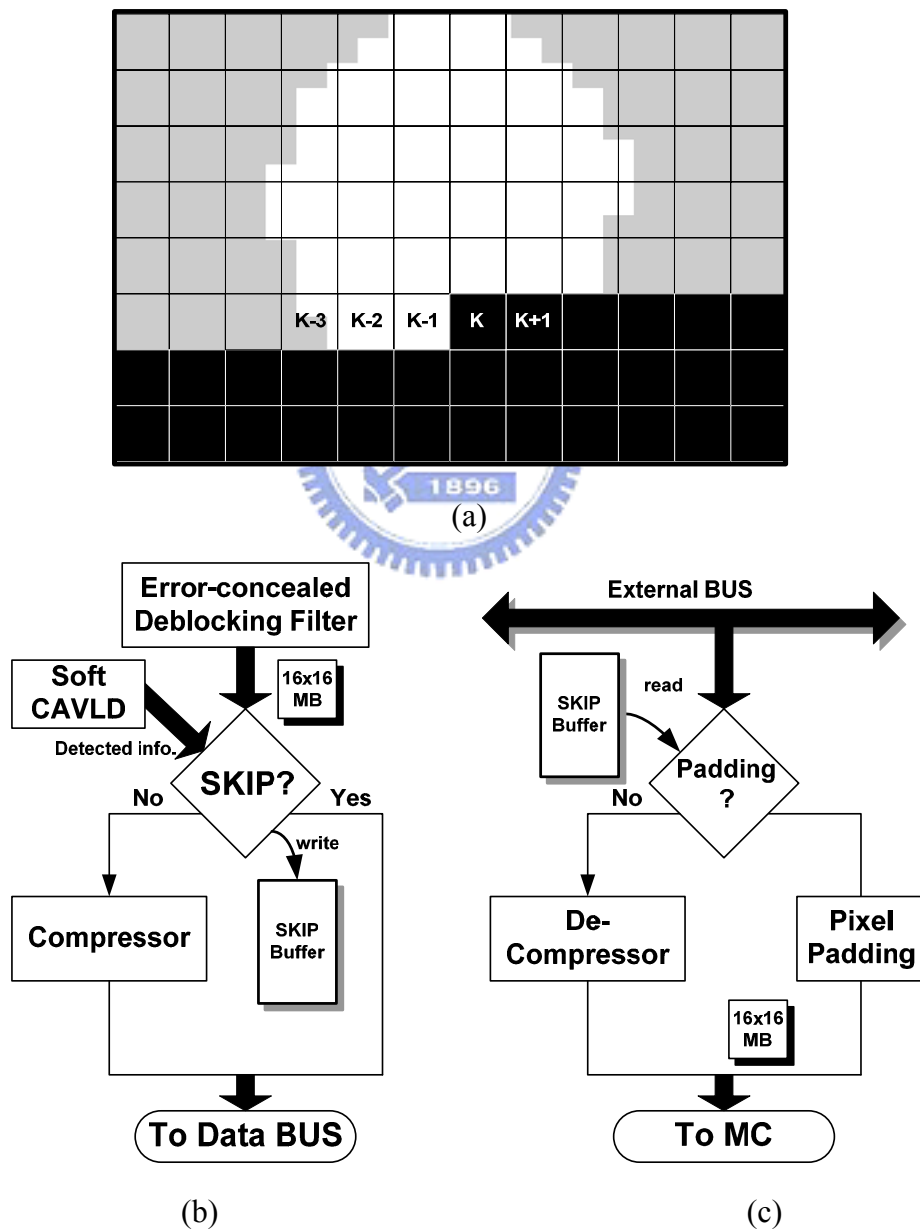 K-3 K-2 K-1 K K+1
1896
(a)
Error-concealed
Deblocking Filter
Soft
CAVLD
16x16
MB
Detected info.
SKIP?
No
Yes
write
Compressor
SKIP
Buffer
To Data BUS
(b)
External BUS
SKIP
Buffer
read
Padding
?
No
De-
Compressor
Pixel
Padding
16x16
MB
To MC
(c)